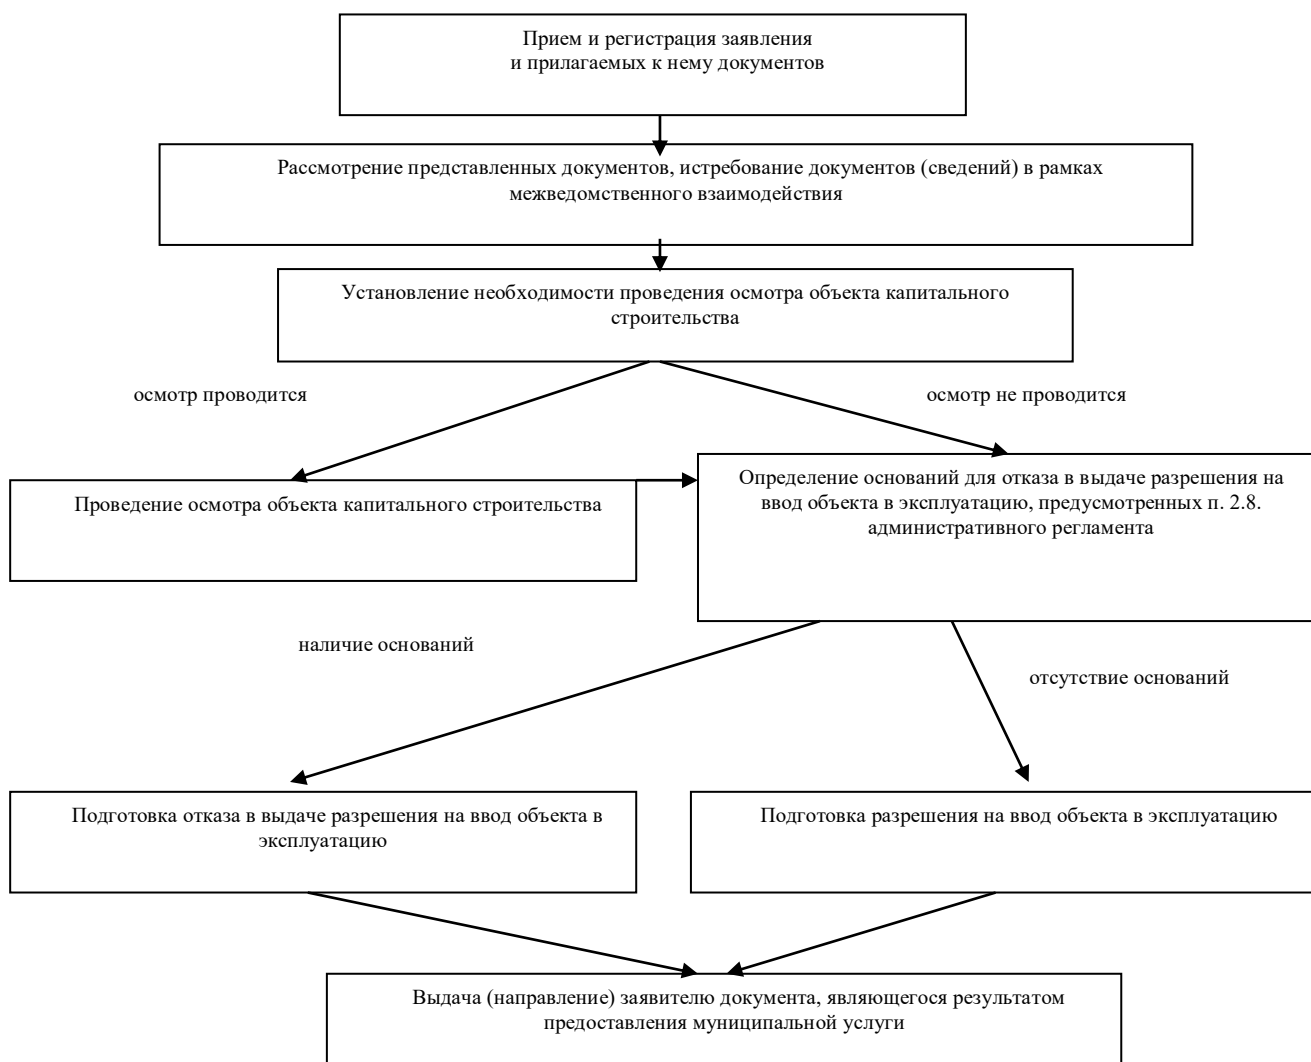 Прием и регистрация заявления
и прилагаемых к нему документов
Рассмотрение представленных документов, истребование документов (сведений) в рамках
межведомственного взаимодействия
Установление необходимости проведения осмотра объекта капитального
строительства
осмотр проводится
осмотр не проводится
Проведение осмотра объекта капитального строительства
Определение оснований для отказа в выдаче разрешения на
ввод объекта в эксплуатацию, предусмотренных п. 2.8.
административного регламента
наличие оснований
отсутствие оснований
Подготовка отказа в выдаче разрешения на ввод объекта в
эксплуатацию
Подготовка разрешения на ввод объекта в эксплуатацию
Выдача (направление) заявителю документа, являющегося результатом
предоставления муниципальной услуги